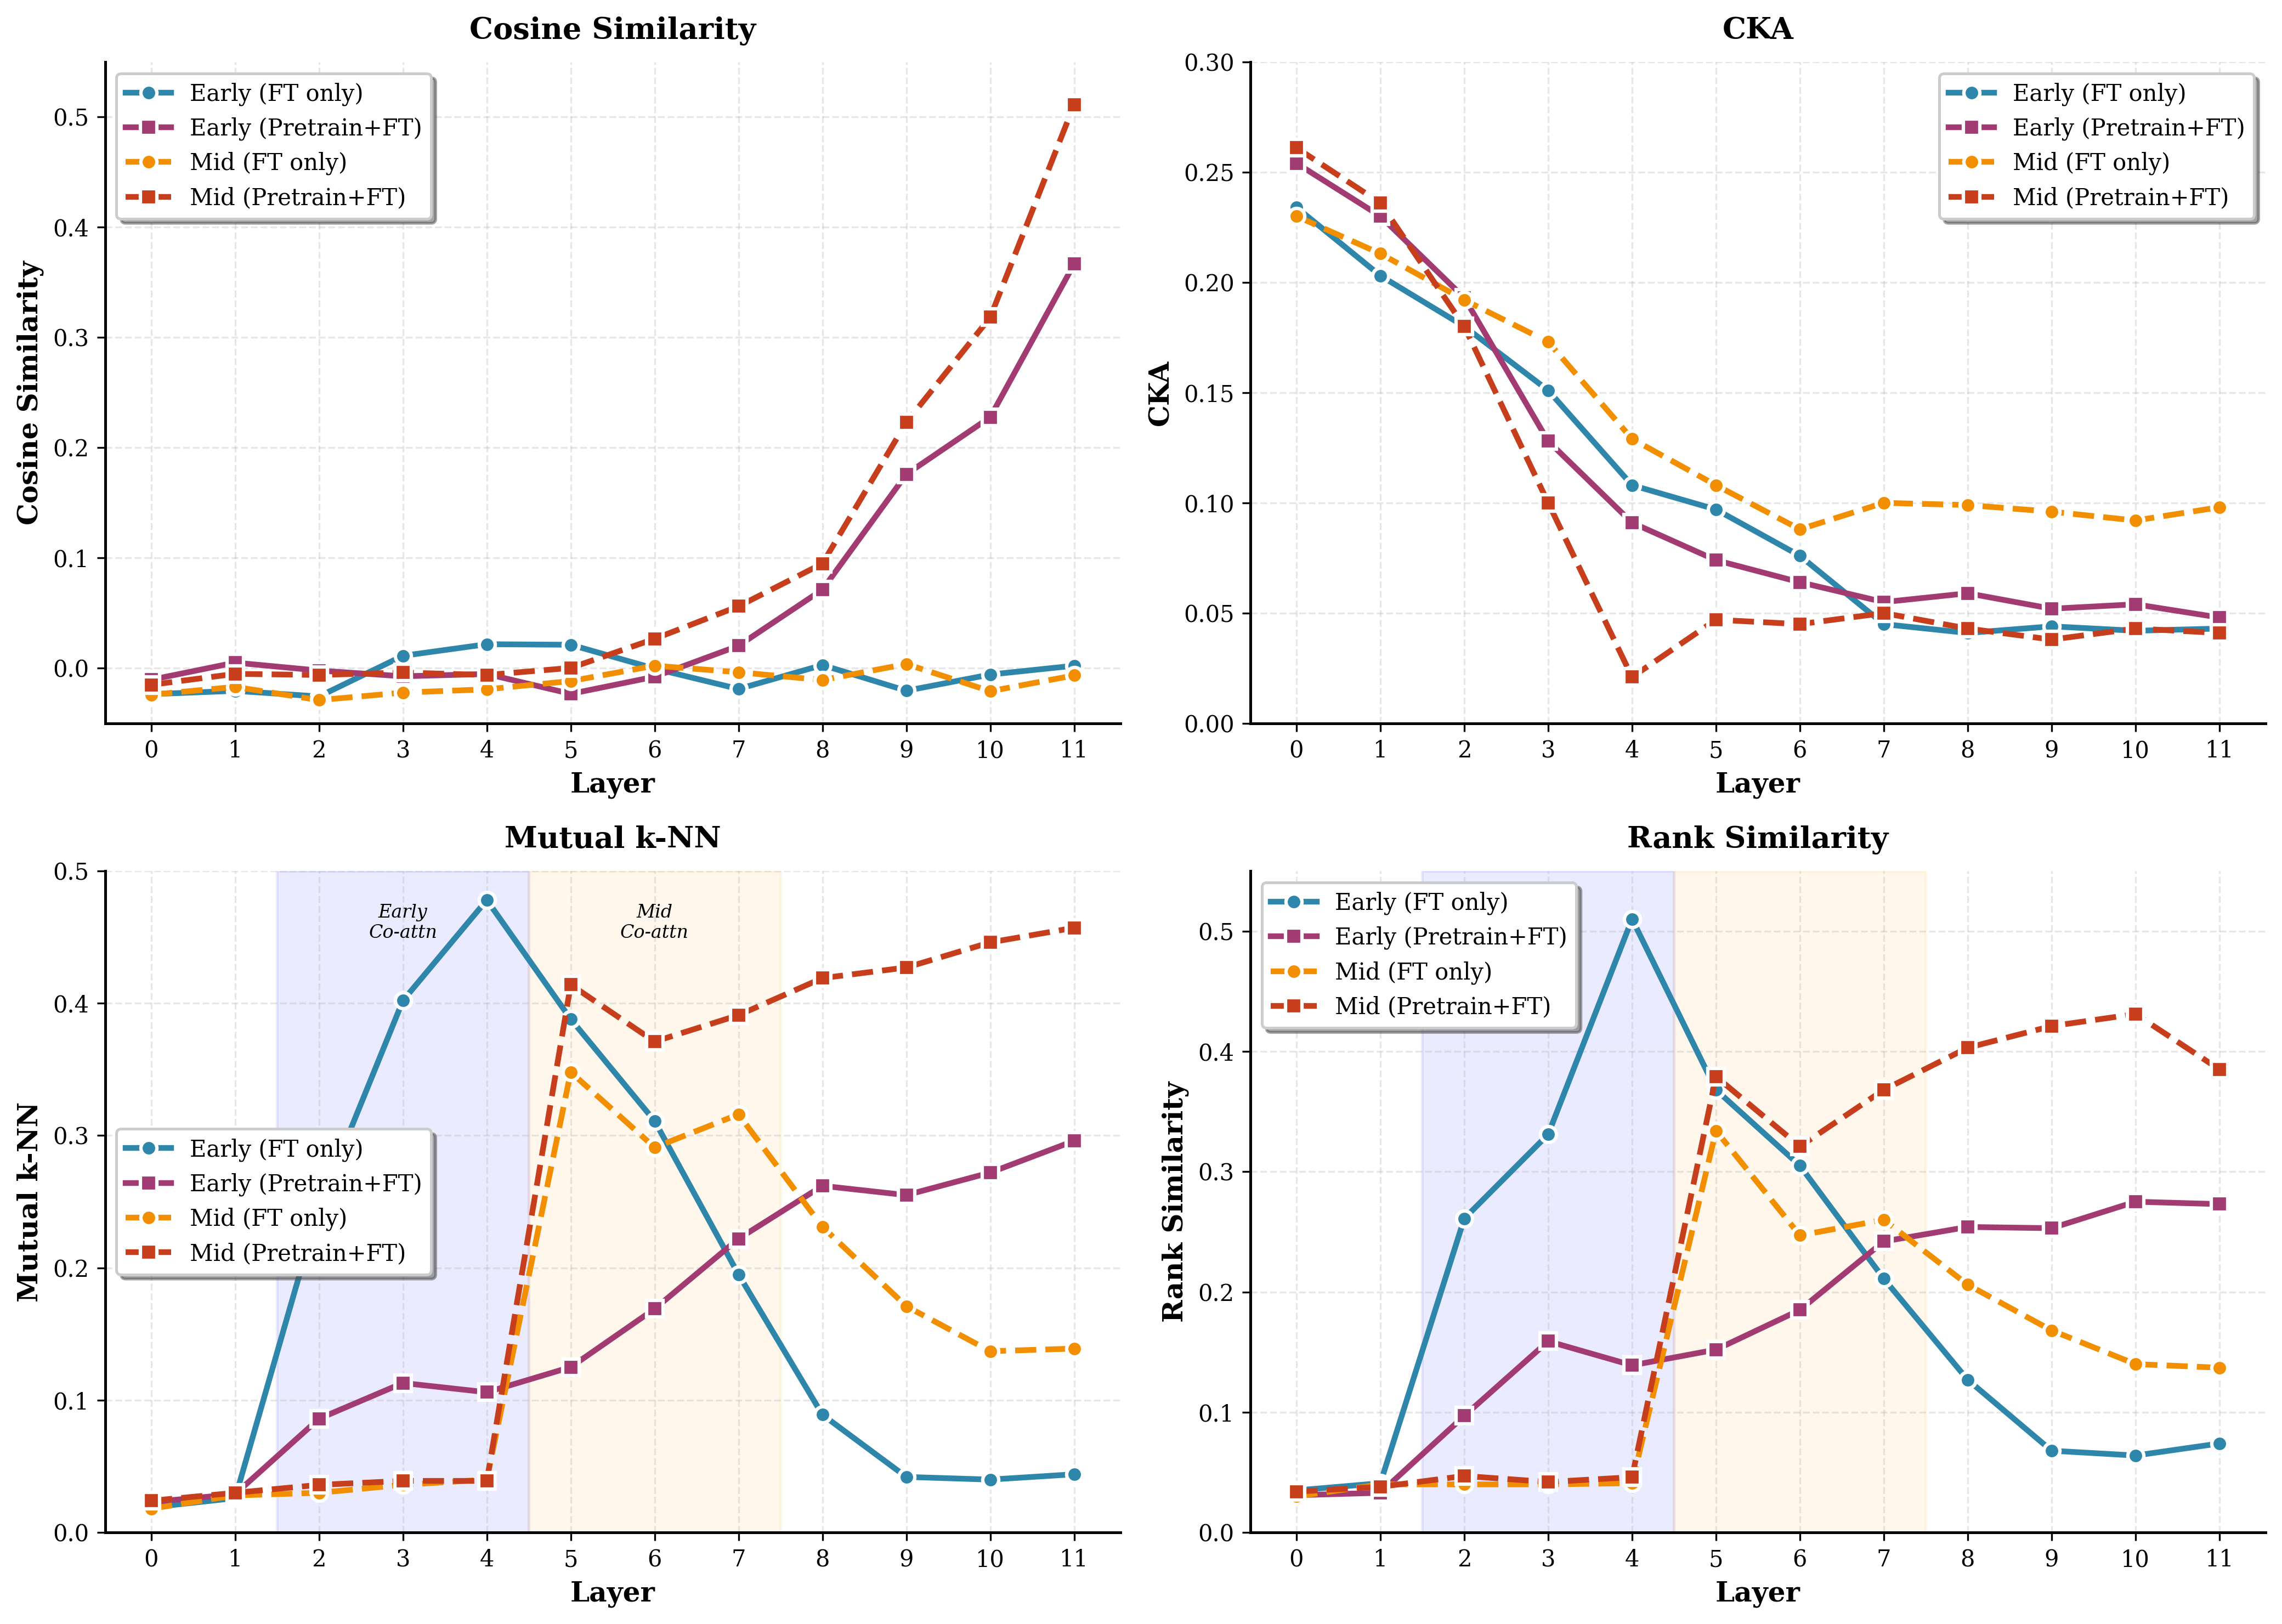 Cosine Similarity
Cosine Similarity
0.5
0.4
0.3
0.2
0.1
0.0
Early (FT only)
Early (Pretrain+FT)
Mid (FT only)
Mid (Pretrain+FT)
0 1 2 3 4 5 6 7 8 9 10 11
Layer
CKA
CKA
0.30
0.25
0.20
0.15
0.10
0.05
0.00
Early (FT only)
Early (Pretrain+FT)
Mid (FT only)
Mid (Pretrain+FT)
0 1 2 3 4 5 6 7 8 9 10 11
Layer
Mutual k-NN
Mutual k-NN
0.5
0.4
0.3
0.2
0.1
0.0
Early
Co-attn
Mid
Co-attn
Early (FT only)
Early (Pretrain+FT)
Mid (FT only)
Mid (Pretrain+FT)
0 1 2 3 4 5 6 7 8 9 10 11
Layer
Rank Similarity
Rank Similarity
0.5
0.4
0.3
0.2
0.1
0.0
Early (FT only)
Early (Pretrain+FT)
Mid (FT only)
Mid (Pretrain+FT)
0 1 2 3 4 5 6 7 8 9 10 11
Layer